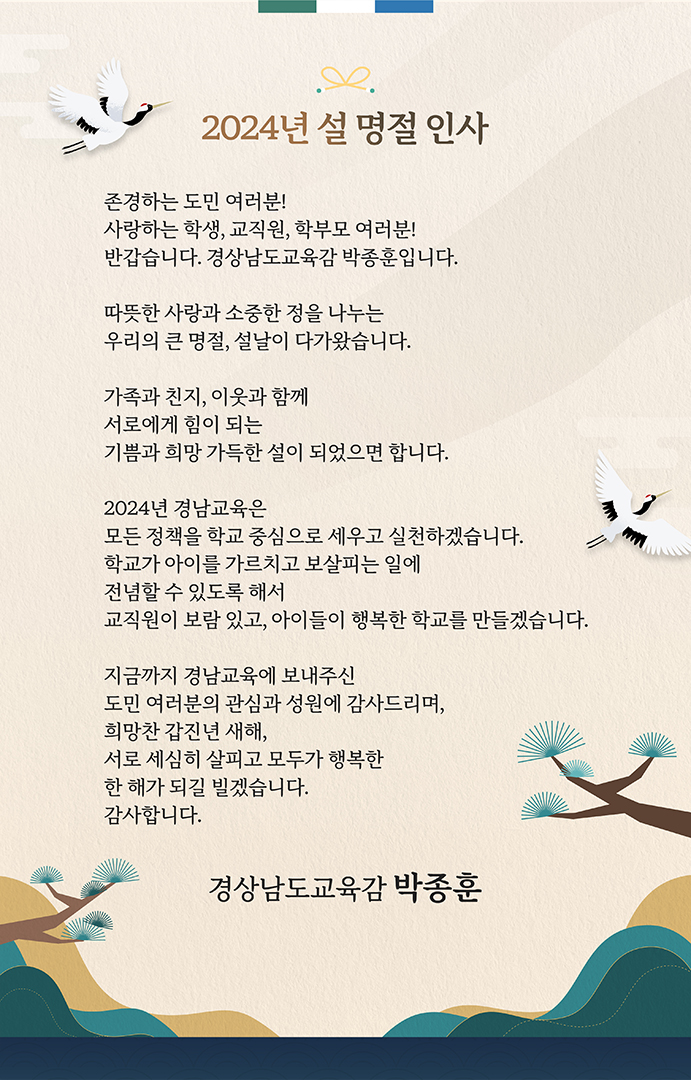 2024년 설 명절 인사
존경하는 도민 여러분!
사랑하는 학생, 교직원, 학부모 여러분!
반갑습니다. 경상남도교육감 박종훈입니다.
따뜻한 사랑과 소중한 정을 나누는
우리의 큰 명절, 설날이 다가왔습니다.
가족과 친지, 이웃과 함께
서로에게 힘이 되는
기쁨과 희망 가득한 설이 되었으면 합니다.
2024년 경남교육은
모든 정책을 학교 중심으로 세우고 실천하겠습니다.
학교가 아이를 가르치고 보살피는 일에
전념할 수 있도록 해서
교직원이 보람 있고, 아이들이 행복한 학교를 만들겠습니다.
지금까지 경남교육에 보내주신
도민 여러분의 관심과 성원에 감사드리며,
희망찬 갑진년 새해,
서로 세심히 살피고 모두가 행복한
한 해가 되길 빌겠습니다.
감사합니다.
경상남도교육감 박종훈